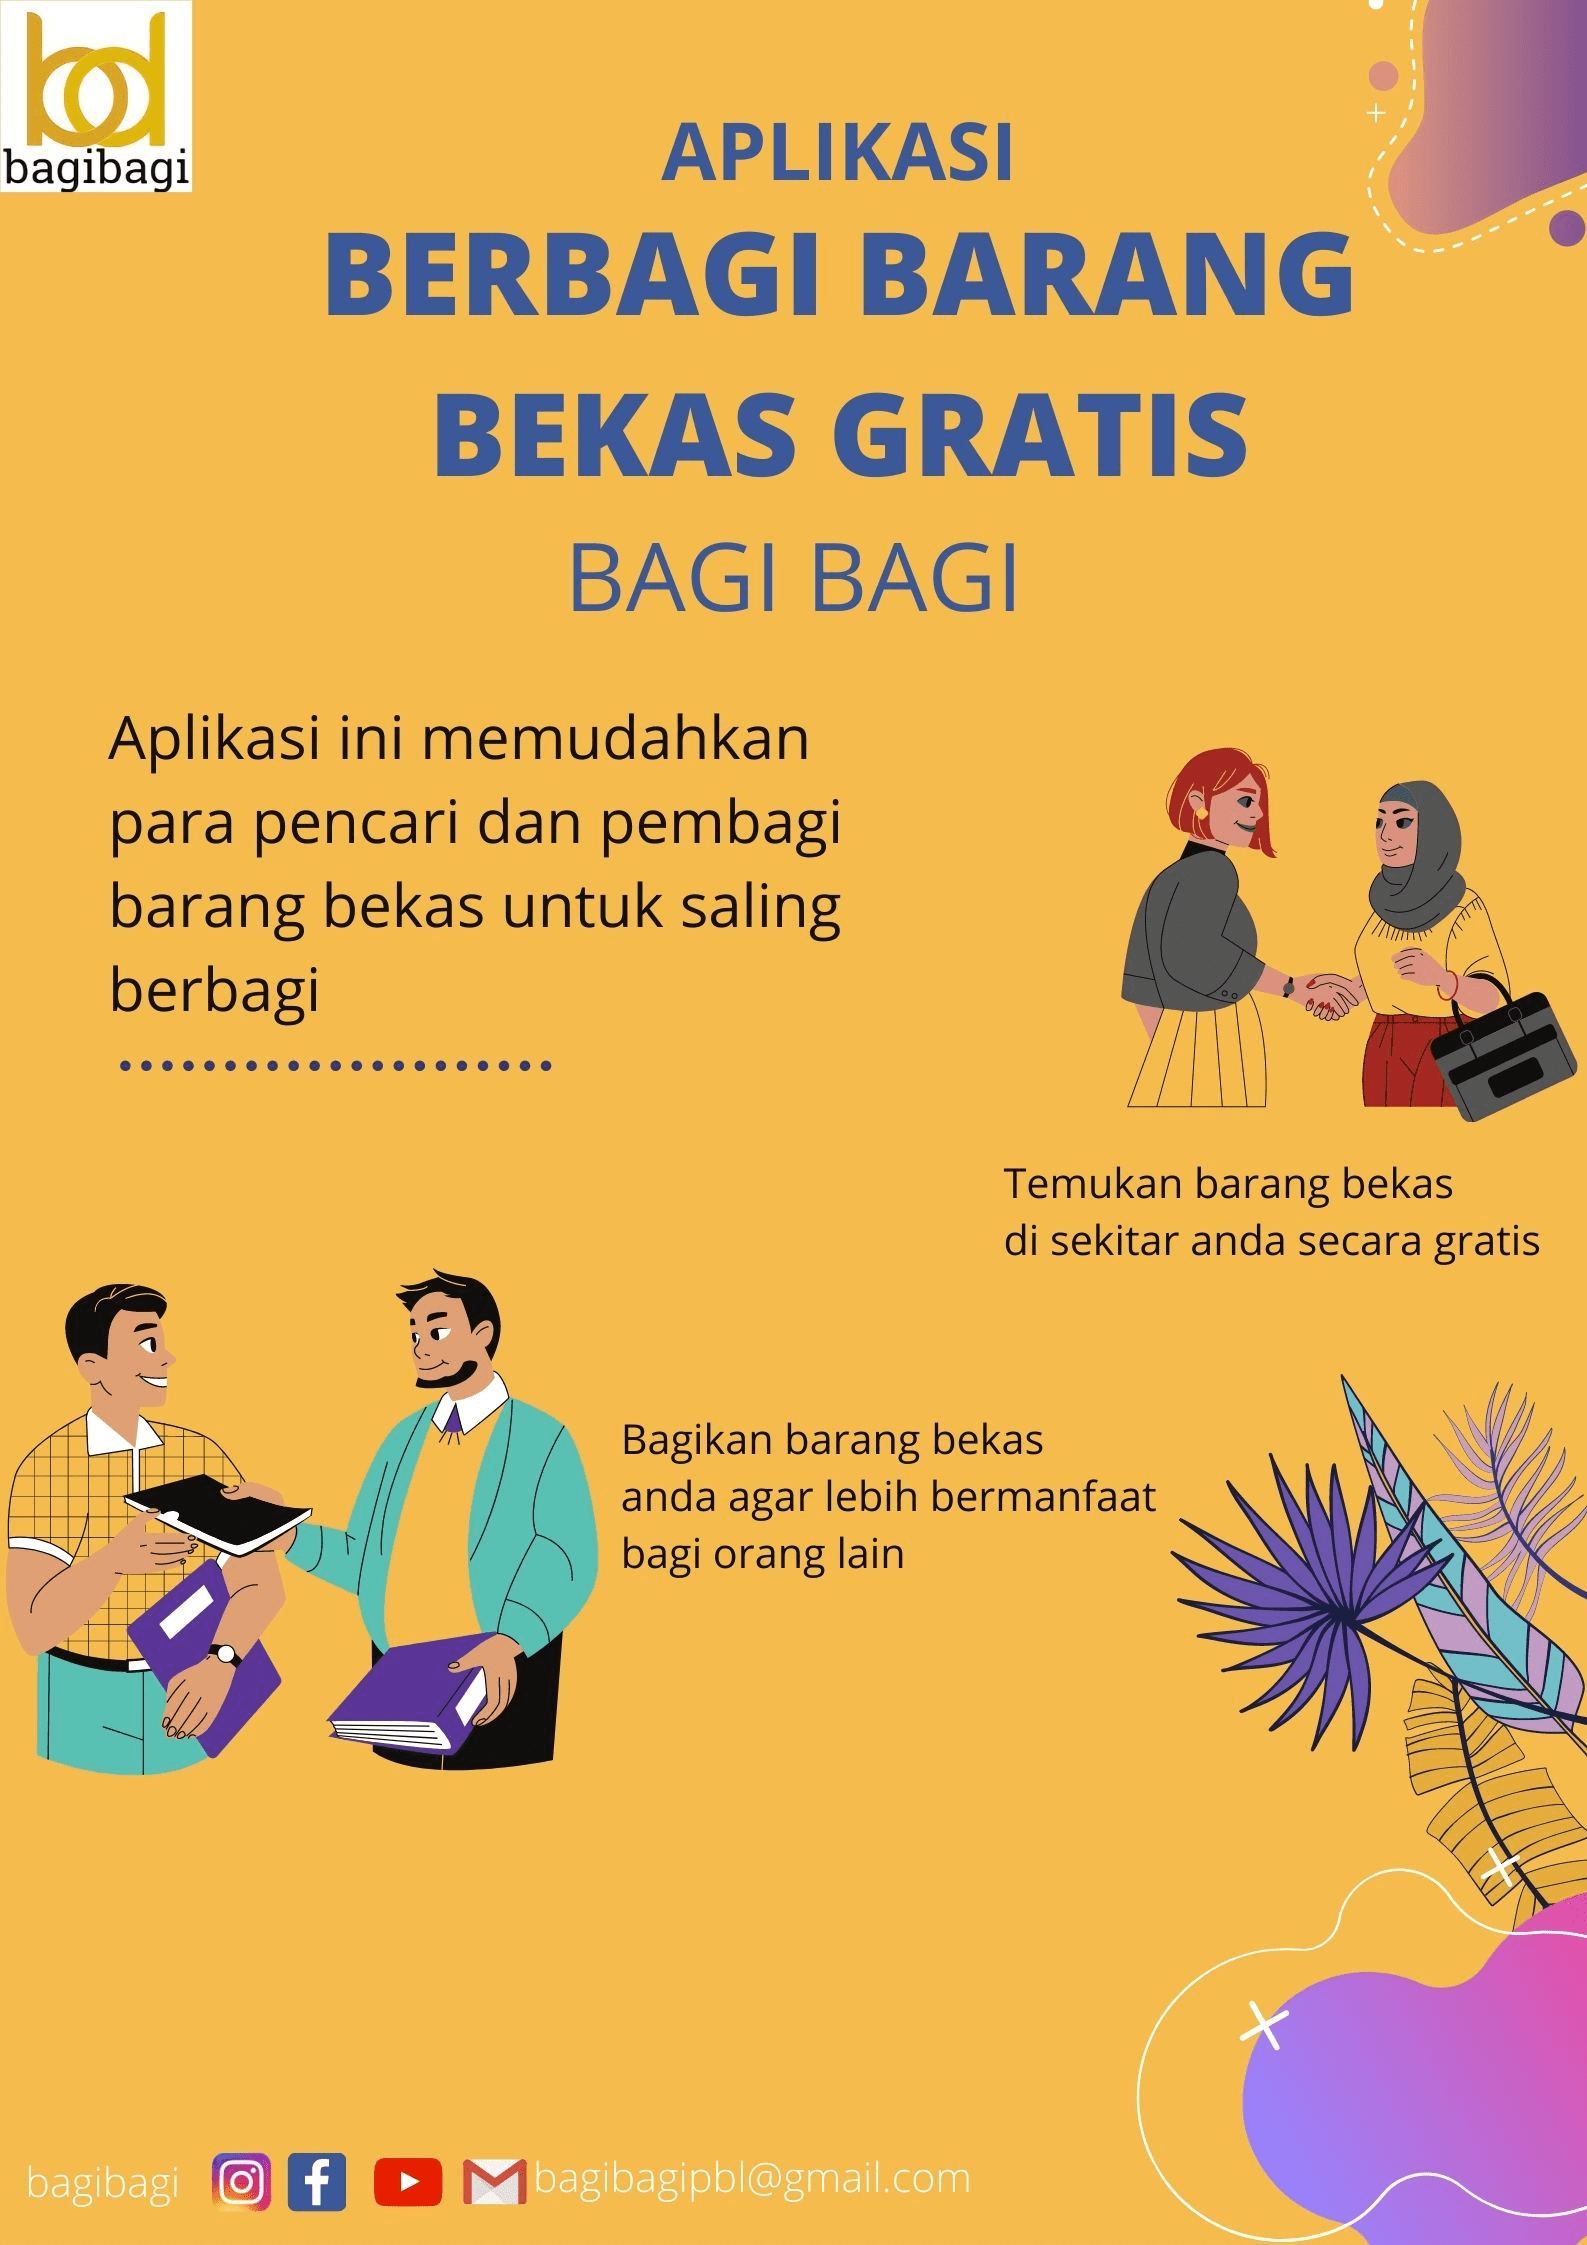 bagibagi
APLIKASI
BERBAGI BARANG
BEKAS GRATIS
BAGI BAGI
Aplikasi ini memudahkan
para pencari dan pembagi
barang bekas untuk saling
berbagi
Temukan barang bekas
di sekitar anda secara gratis
Bagikan barang bekas
anda agar lebih bermanfaat
bagi orang lain
bagibagi
bagibagipbl@gmail.com